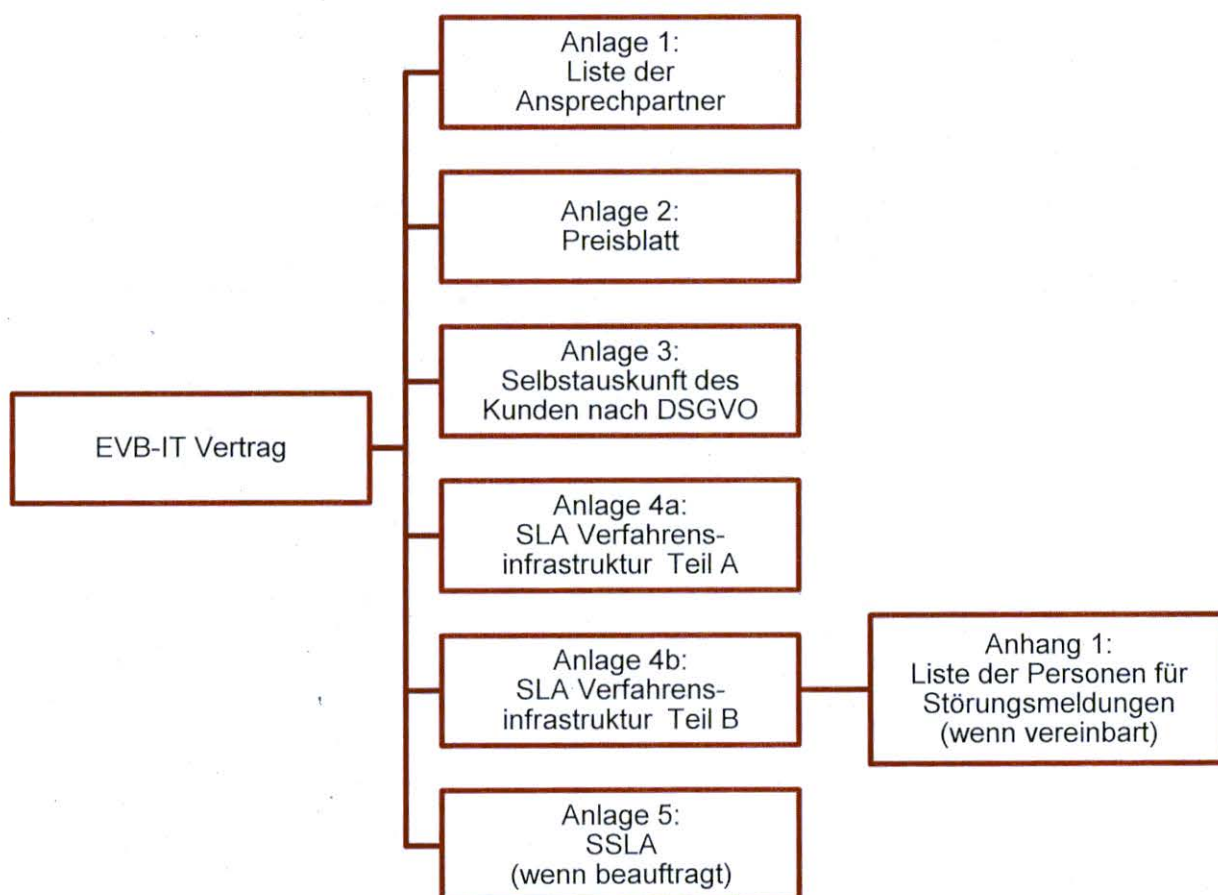 Anlage 1:
Liste der
Ansprechpartner
Anlage 2:
Preisblatt
Anlage 3:
Selbstauskunft des
Kunden nach DSGVO
EVB-IT Vertrag
Anlage 4a:
SLA Verfahrens-
infrastruktur Teil A
Anlage 4b:
SLA Verfahrens-
infrastruktur Teil B
Anhang 1:
Liste der Personen für
Störungsmeldungen
(wenn vereinbart)
Anlage 5:
SSLA
(wenn beauftragt)